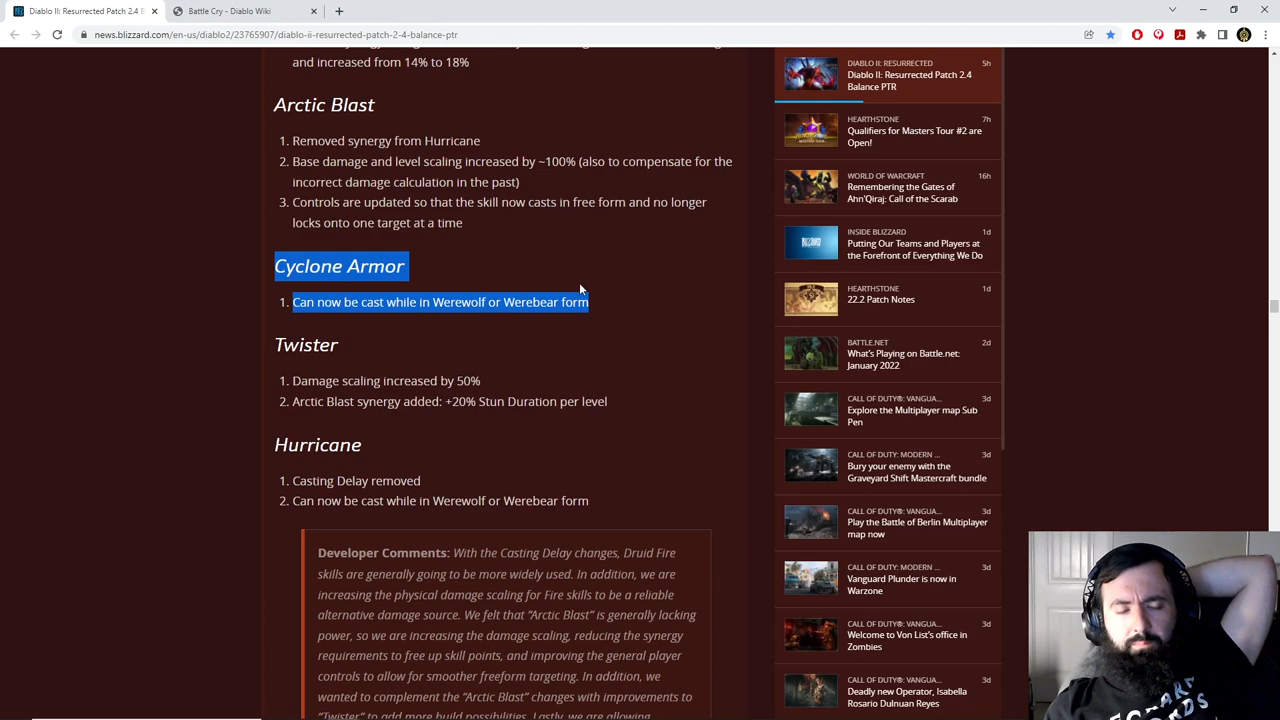 Diablo II: Resurrected Patch 2.4 B
Battle Cry - Diablo Wiki
news.blizzard.com/en-us/diablo2/23765907/diablo-ii-resurrected-patch-2-4-balance-ptr
and increased from 14% to 18%
Arctic Blast
1. Removed synergy from Hurricane
2. Base damage and level scaling increased by ~100% (also to compensate for the
incorrect damage calculation in the past)
3. Controls are updated so that the skill now casts in free form and no longer
locks onto one target at a time
Cyclone Armor
1. Can now be cast while in Werewolf or Werebear form
Twister
1. Damage scaling increased by 50%
2. Arctic Blast synergy added: +20% Stun Duration per level
Hurricane
1. Casting Delay removed
2. Can now be cast while in Werewolf or Werebear form
Developer Comments: With the Casting Delay changes, Druid Fire
skills are generally going to be more widely used. In addition, we are
increasing the physical damage scaling for Fire skills to be a reliable
alternative damage source. We felt that “Arctic Blast” is generally lacking
power, so we are increasing the damage scaling, reducing the synergy
requirements to free up skill points, and improving the general player
controls to allow for smoother freeform targeting. In addition, we
wanted to complement the “Arctic Blast” changes with improvements to
“Twister” to add more build possibilities. Lastly, we are allowing
DIABLO II: RESURRECTED 5h
Diablo II: Resurrected Patch 2.4
Balance PTR
HEARTHSTONE 7h
Qualifiers for Masters Tour #2 are
Open!
WORLD OF WARCRAFT 16h
Remembering the Gates of
Ahn'Qiraj: Call of the Scarab
INSIDE BLIZZARD 1d
Putting Our Teams and Players at
the Forefront of Everything We Do
HEARTHSTONE 1d
22.2 Patch Notes
BATTLE.NET 2d
What’s Playing on Battle.net:
January 2022
CALL OF DUTY®: VANGUA... 3d
Explore the Multiplayer map Sub
Pen
CALL OF DUTY: MODERN ... 3d
Bury your enemy with the
Graveyard Shift Mastercraft bundle
CALL OF DUTY®: VANGUA... 3d
Play the Battle of Berlin Multiplayer
map now
CALL OF DUTY: MODERN ... 3d
Vanguard Plunder is now in
Warzone
CALL OF DUTY®: VANGUA... 3d
Welcome to Von List’s office in
Zombies
CALL OF DUTY®: VANGUA... 3d
Deadly new Operator, Isabella
Rosario Dulnuan Reyes